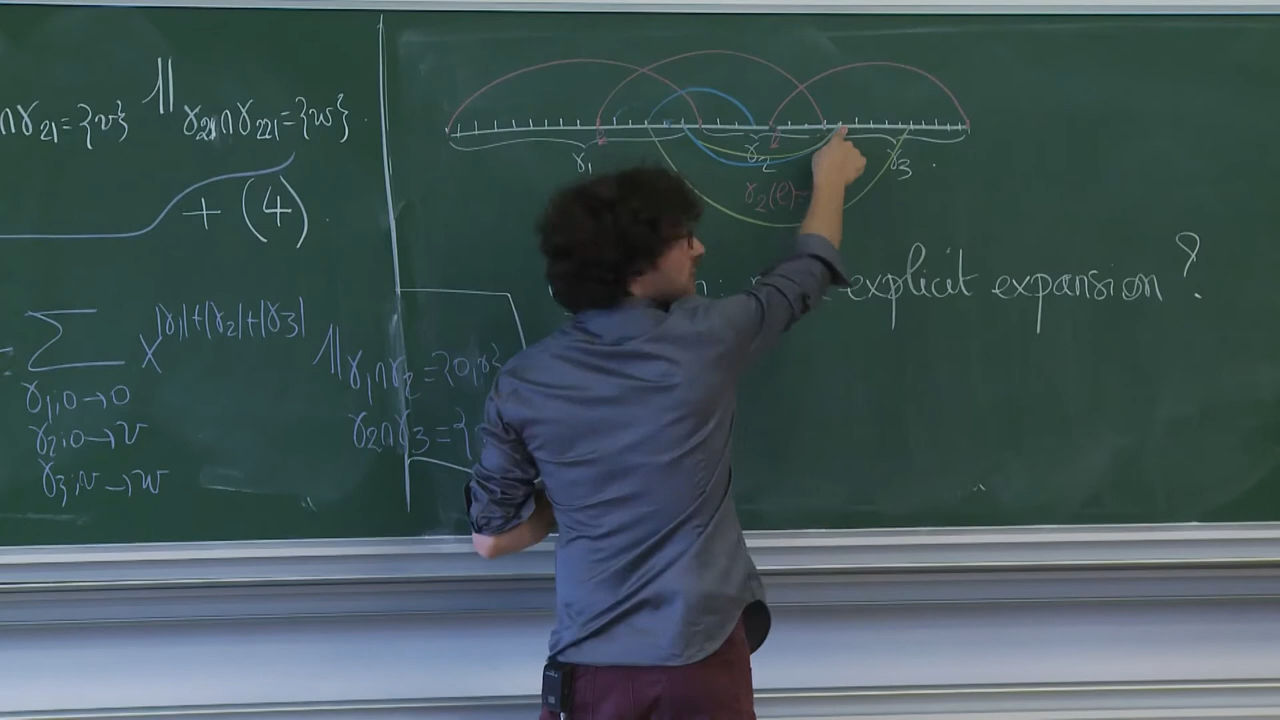 ∩γ₂₁={v} 𝟙 γ₂₁∩γ₂₂₁={w}.
+ (4).
∑ x^{|γ₁|+|γ₂|+|γ₃|} 𝟙 γ₁∩γ₂={0,v}
γ₁:0→0
γ₂:0→v γ₂∩γ₃={
γ₃:v→w
γ₁ γ₂ γ₃.
γ₂(ℓ)=
explicit expansion?